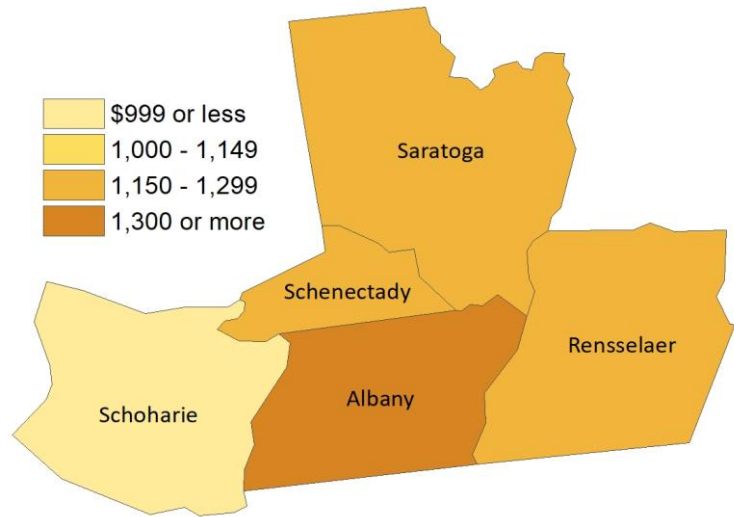 $999 or less
1,000 - 1,149
1,150 - 1,299
1,300 or more
Saratoga
Schenectady
Rensselaer
Schoharie
Albany